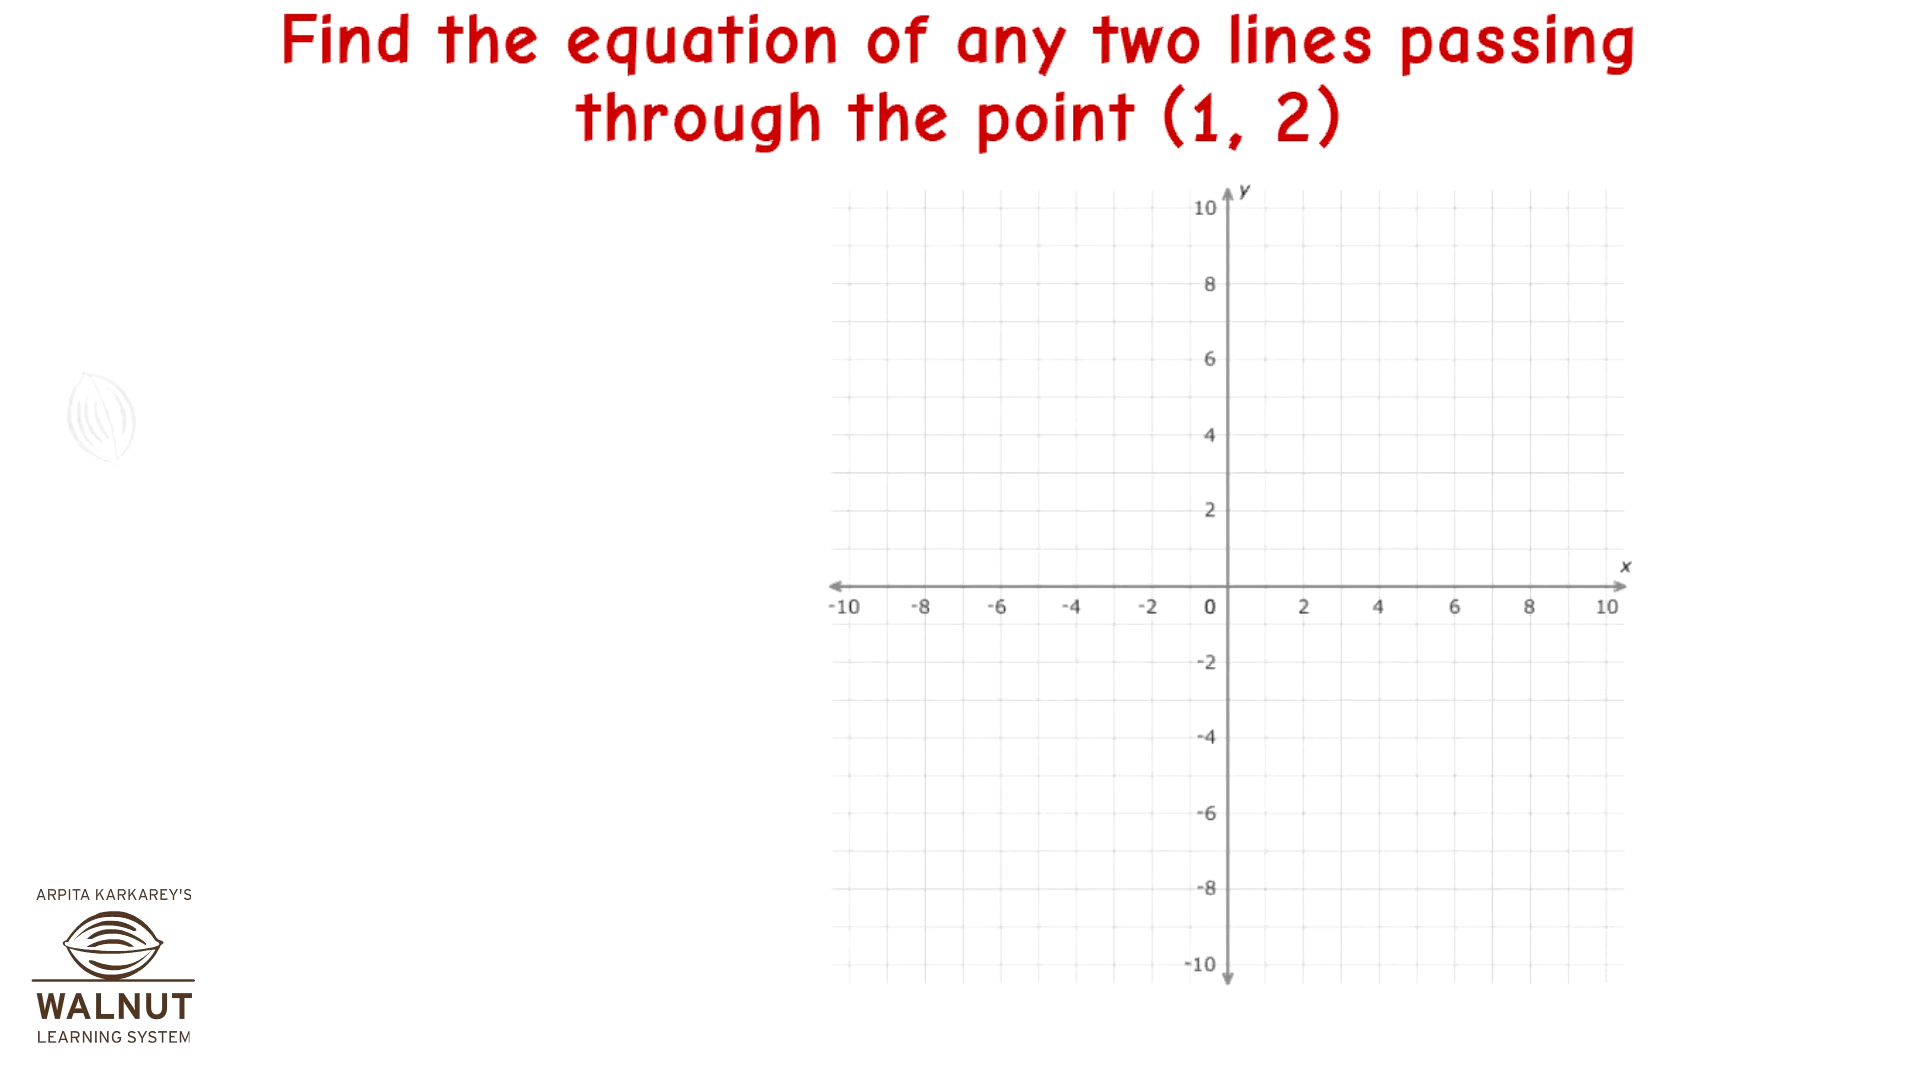 Find the equation of any two lines passing
through the point (1, 2)
y
10
8
6
4
2
x
-10 -8 -6 -4 -2 0 2 4 6 8 10
-2
-4
-6
-8
-10
ARPITA KARKAREY'S
WALNUT
LEARNING SYSTEM